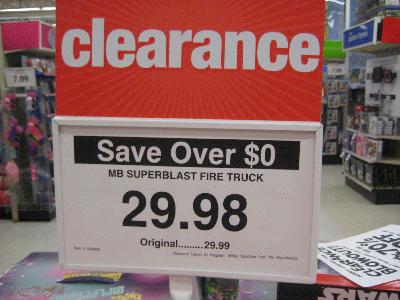 clearance
Save Over $0
MB SUPERBLAST FIRE TRUCK
29.98
Original.........29.99
7.99